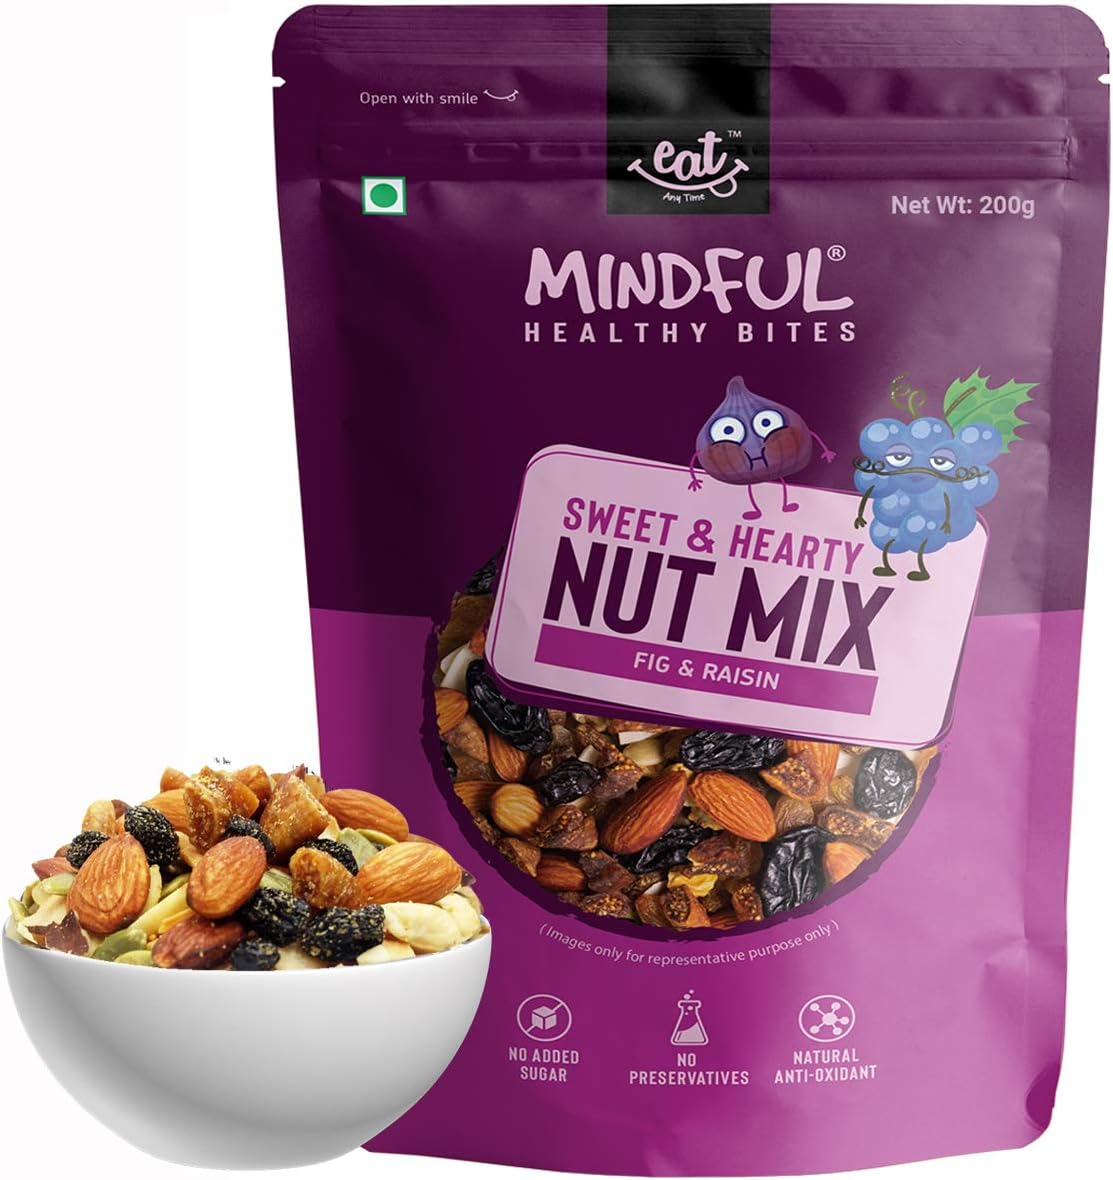 Open with smile
eat™
Any Time
Net Wt: 200g
MINDFUL®
HEALTHY BITES
SWEET & HEARTY
NUT MIX
FIG & RAISIN
(Images only for representative purpose only)
NO ADDED
SUGAR
NO
PRESERVATIVES
NATURAL
ANTI-OXIDANT